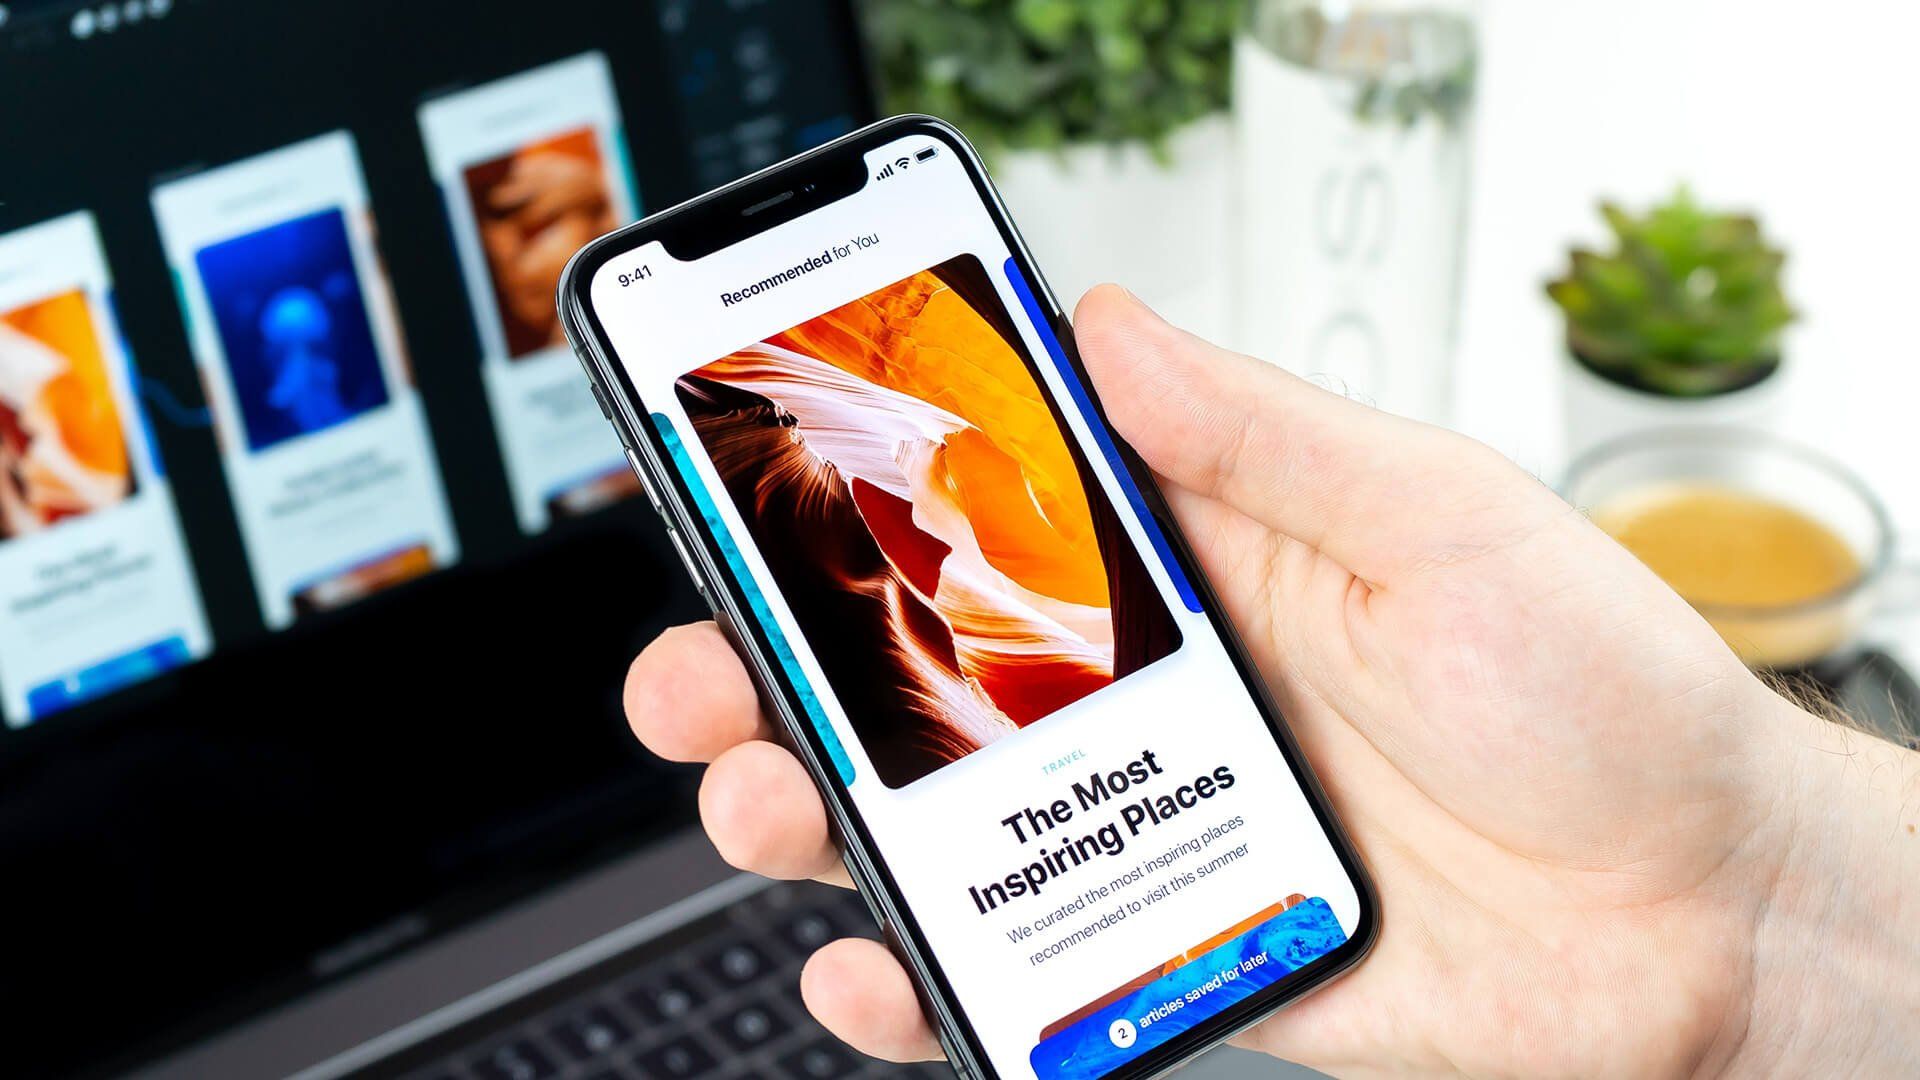 9:41
Recommended for You
TRAVEL
The Most
Inspiring Places
We curated the most inspiring places
recommended to visit this summer
2 articles saved for later